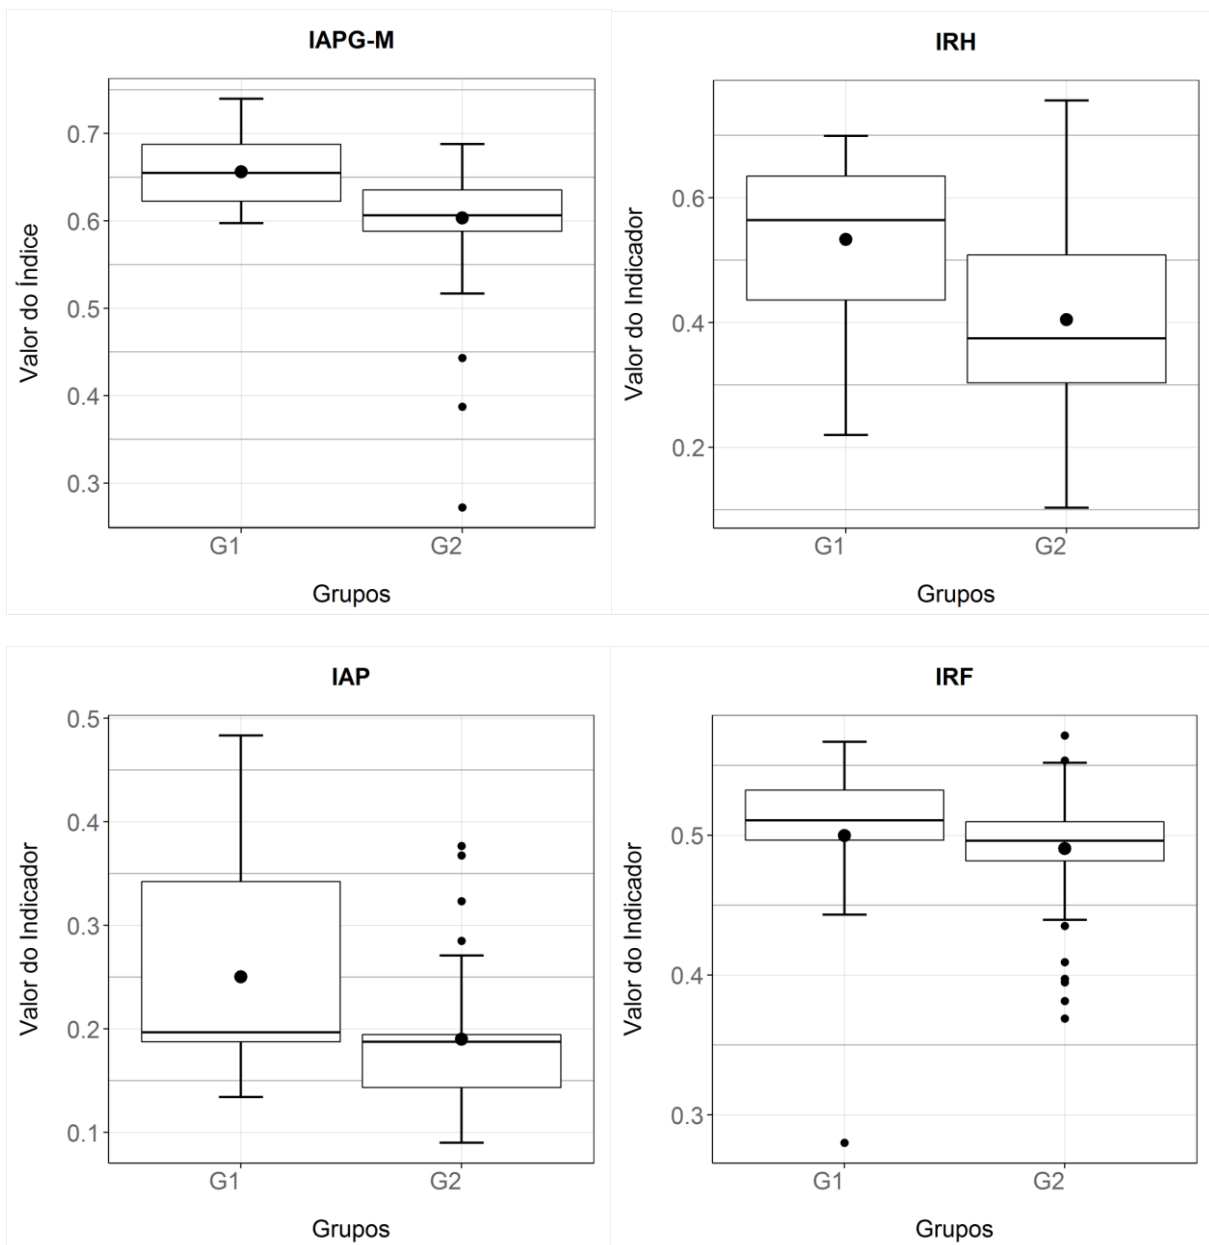 IAPG-M
Valor do Índice
0.7
0.6
0.5
0.4
0.3
G1 G2
Grupos
IRH
Valor do Indicador
0.6
0.4
0.2
G1 G2
Grupos
IAP
Valor do Indicador
0.5
0.4
0.3
0.2
0.1
G1 G2
Grupos
IRF
Valor do Indicador
0.5
0.4
0.3
G1 G2
Grupos